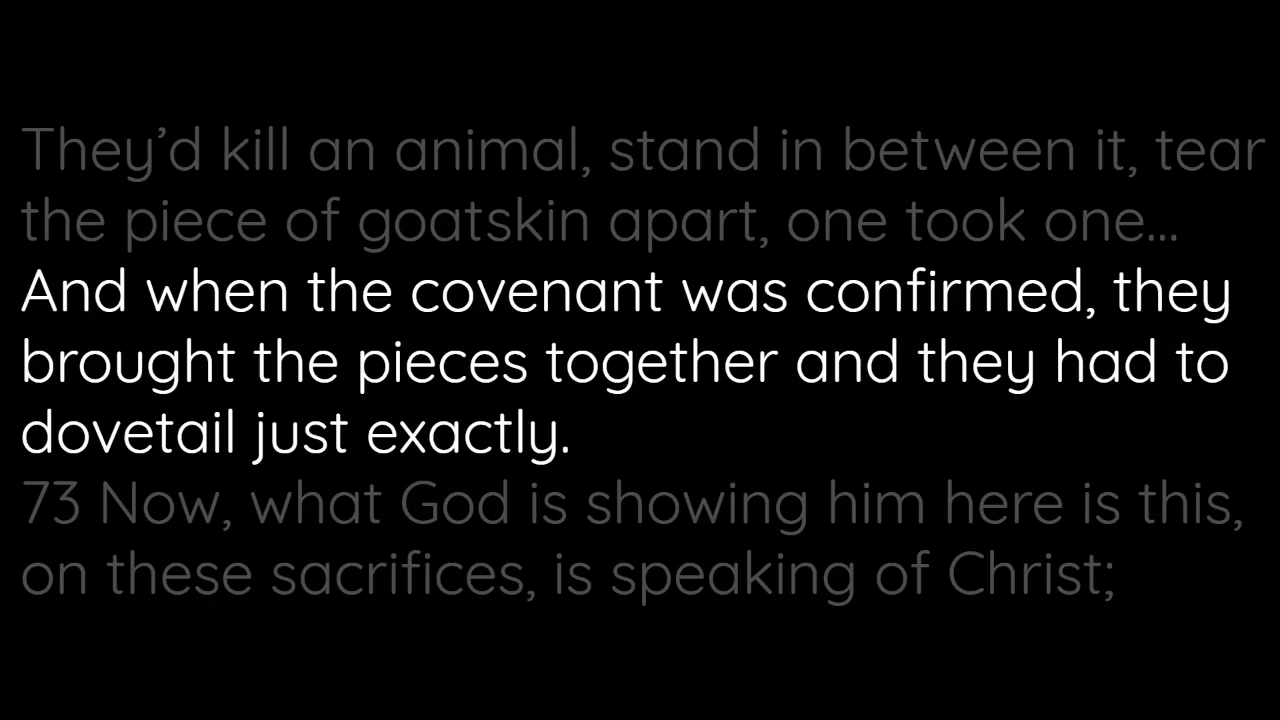 They’d kill an animal, stand in between it, tear
the piece of goatskin apart, one took one...
And when the covenant was confirmed, they
brought the pieces together and they had to
dovetail just exactly.
73 Now, what God is showing him here is this,
on these sacrifices, is speaking of Christ;